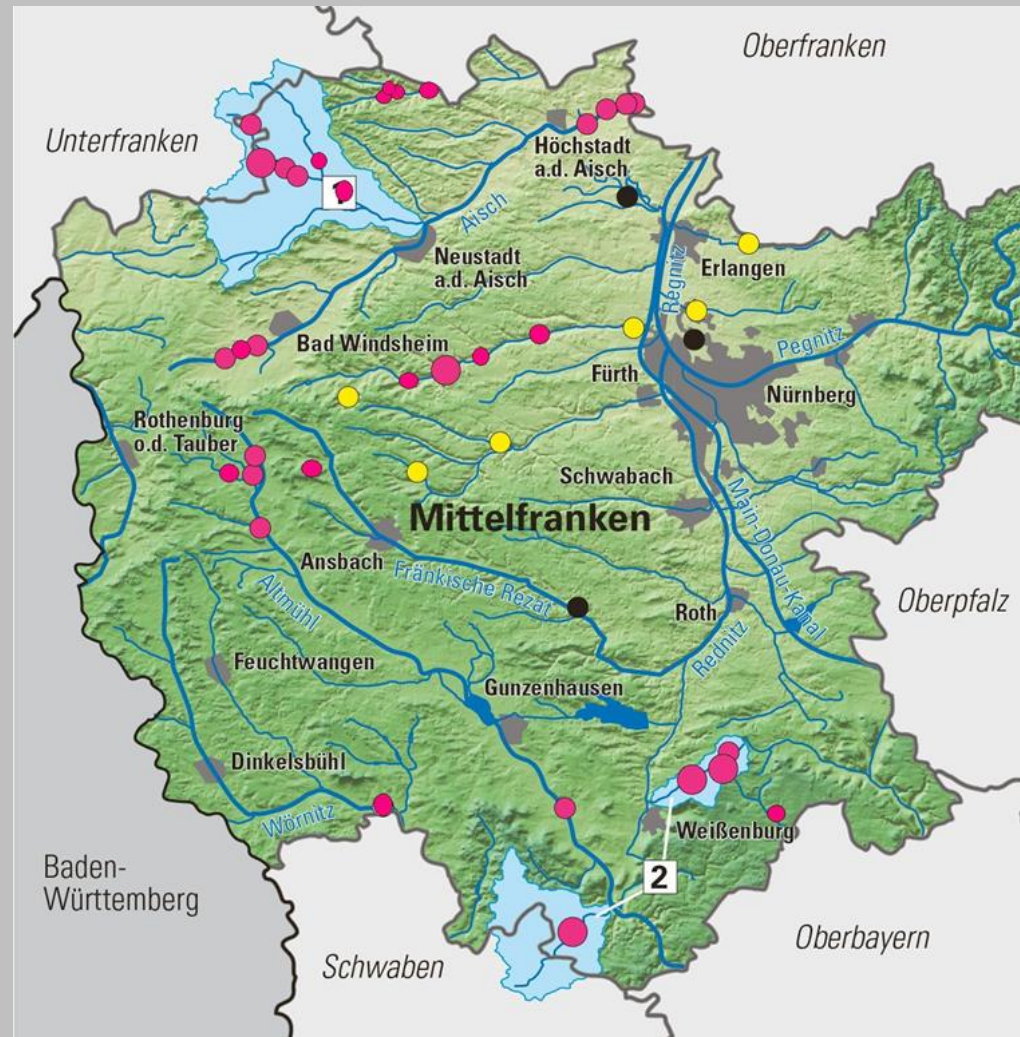 Oberfranken
Unterfranken
Höchstadt
a.d. Aisch
1
Aisch
Neustadt
a.d. Aisch
Regnitz
Erlangen
Bad Windsheim
Pegnitz
Fürth
Nürnberg
Rothenburg
o.d. Tauber
Schwabach
Mittelfranken
Main-Donau-Kanal
Ansbach
Fränkische Rezat
Altmühl
Roth
Oberpfalz
Rednitz
Feuchtwangen
Gunzenhausen
Dinkelsbühl
Wörnitz
Weißenburg
Baden-
Württemberg
2
Schwaben
Oberbayern